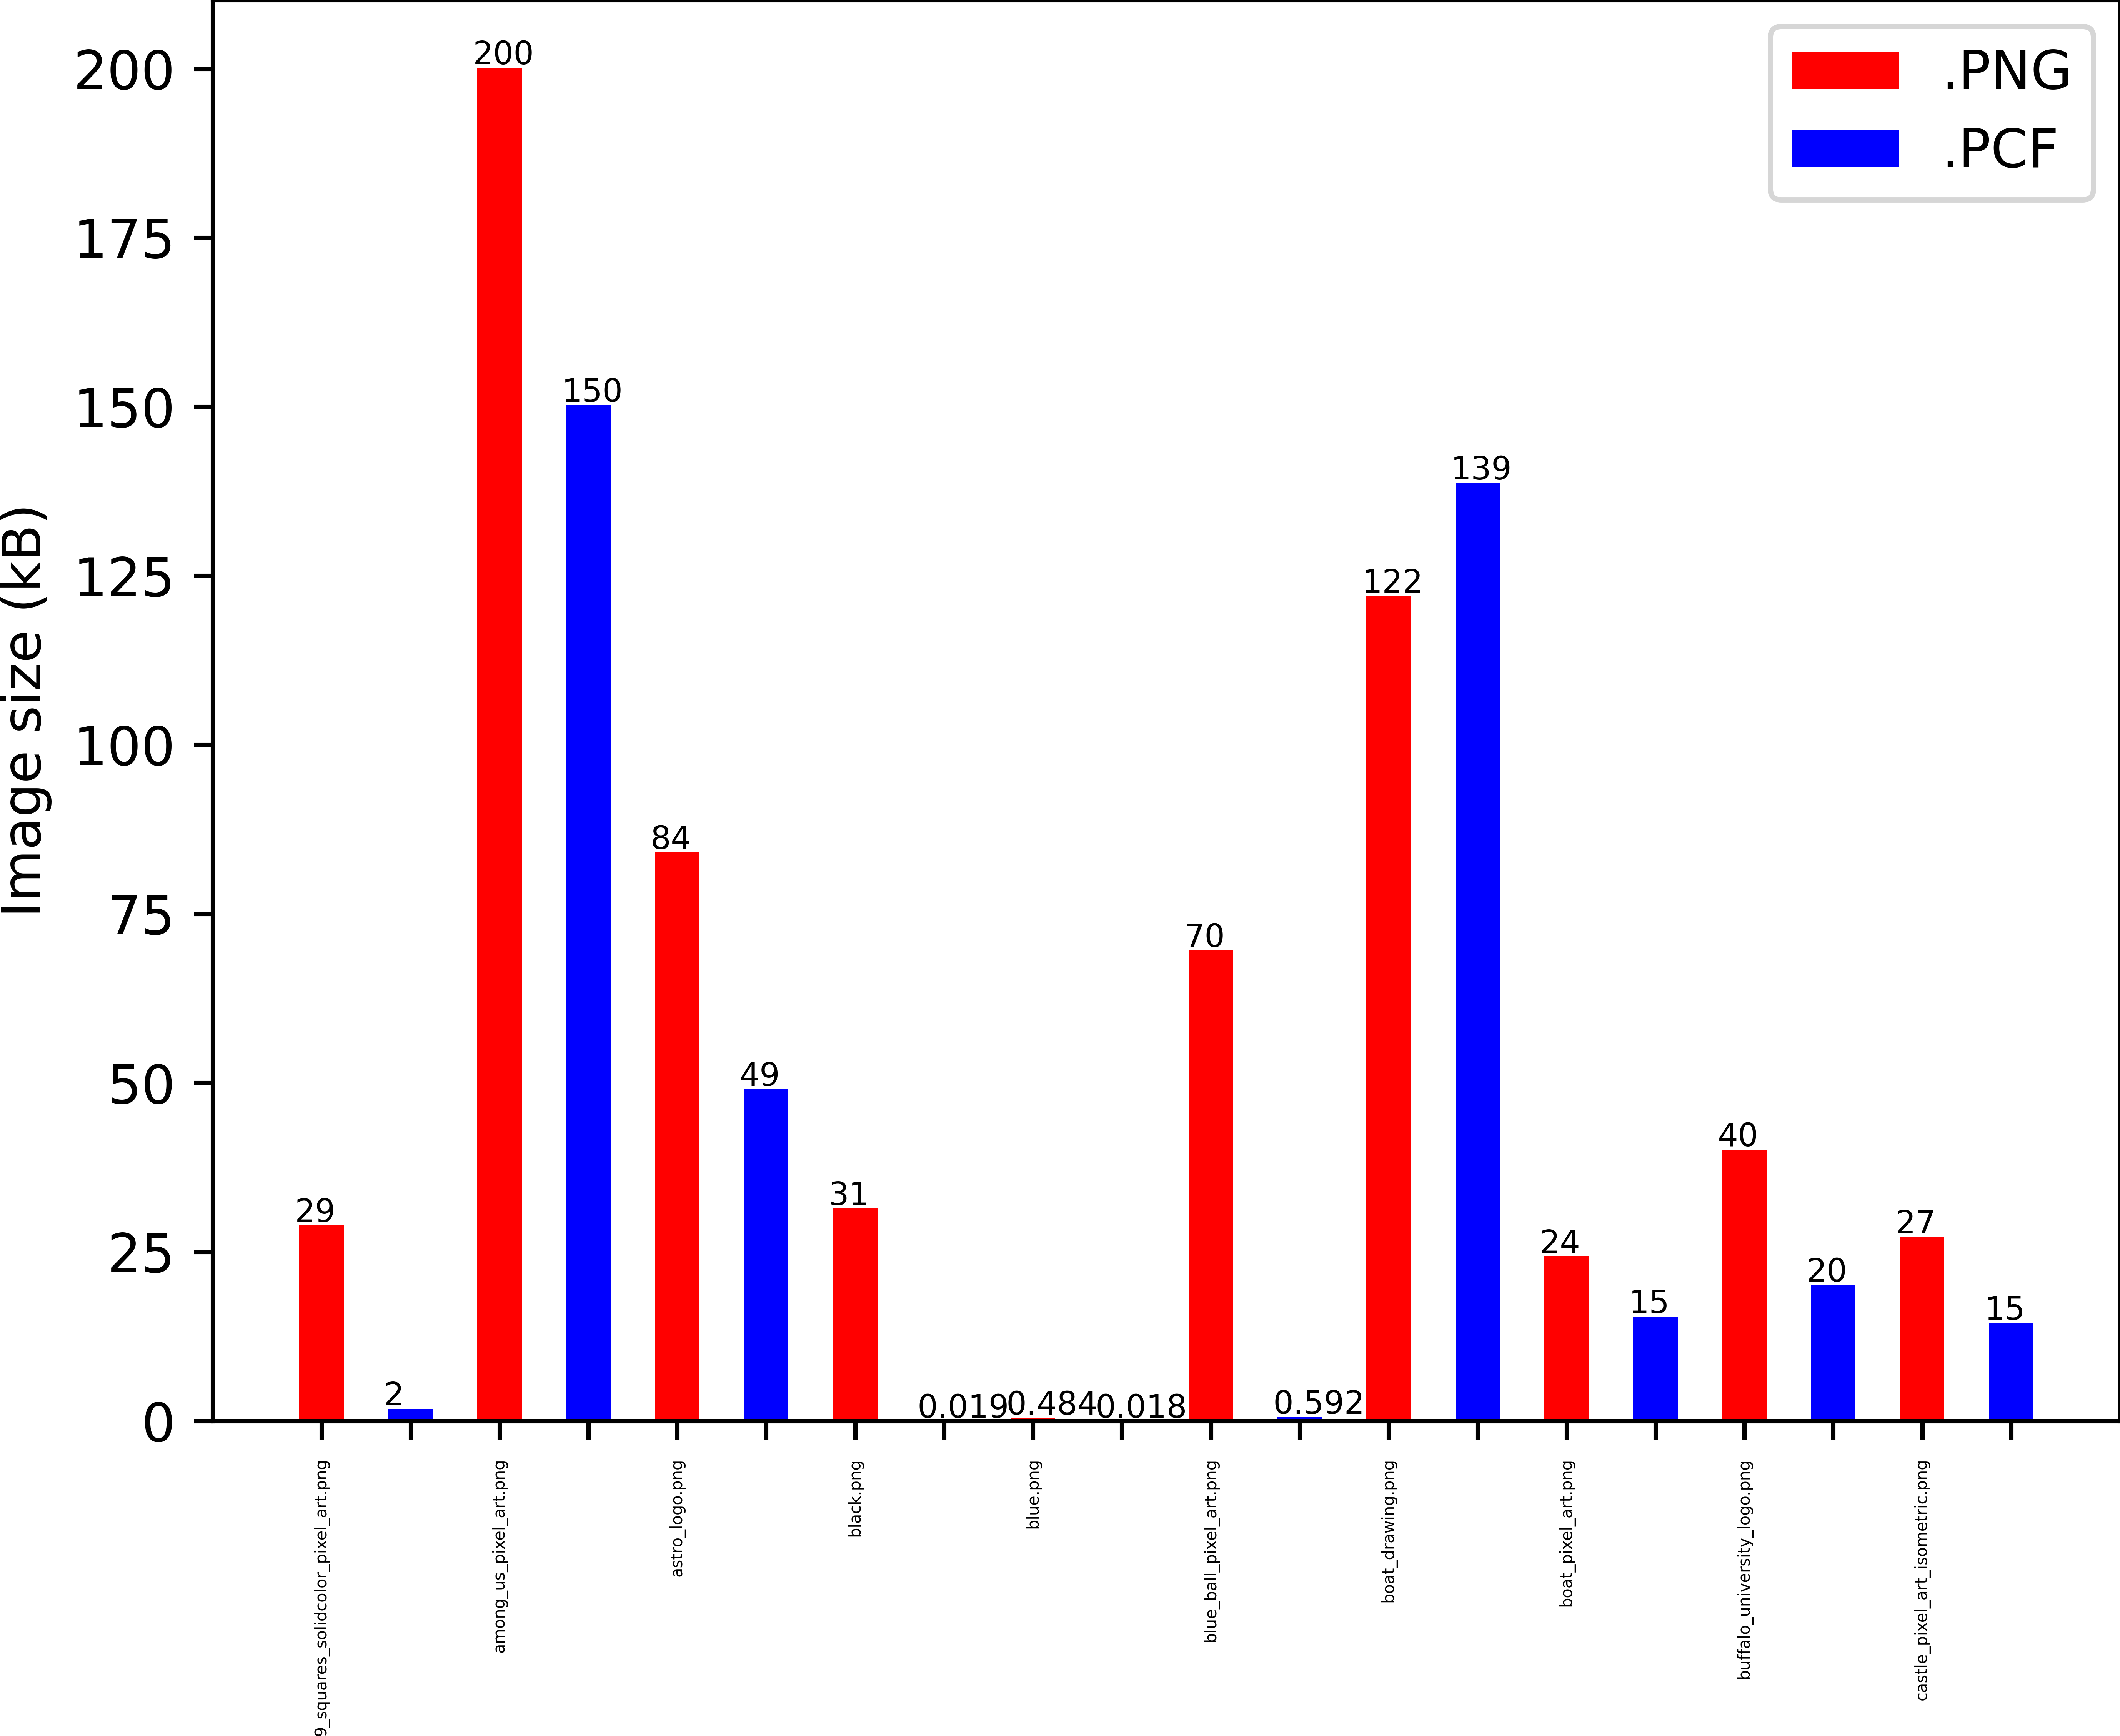 Image size (kB)
200
175
150
125
100
75
50
25
0
.PNG
.PCF
29
2
200
150
84
49
31
0.019
0.484
0.018
70
0.592
122
139
24
15
40
20
27
15
9_squares_solidcolor_pixel_art.png
among_us_pixel_art.png
astro_logo.png
black.png
blue.png
blue_ball_pixel_art.png
boat_drawing.png
boat_pixel_art.png
buffalo_university_logo.png
castle_pixel_art_isometric.png